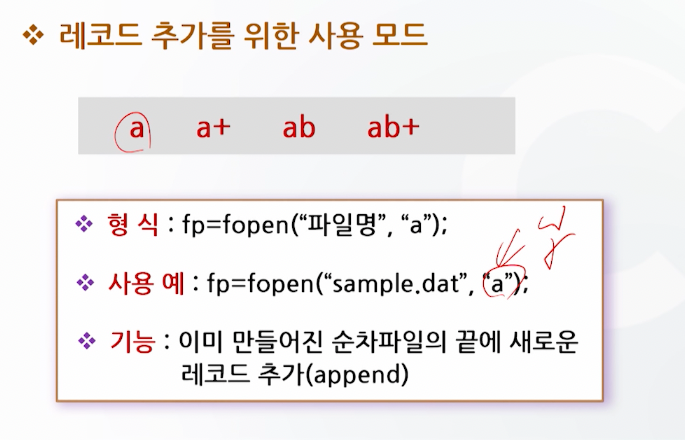 ❖ 레코드 추가를 위한 사용 모드
a a+ ab ab+
❖ 형 식 : fp=fopen(“파일명”, “a”);
❖ 사용 예 : fp=fopen(“sample.dat”, “a”);
❖ 기능 : 이미 만들어진 순차파일의 끝에 새로운
레코드 추가(append)